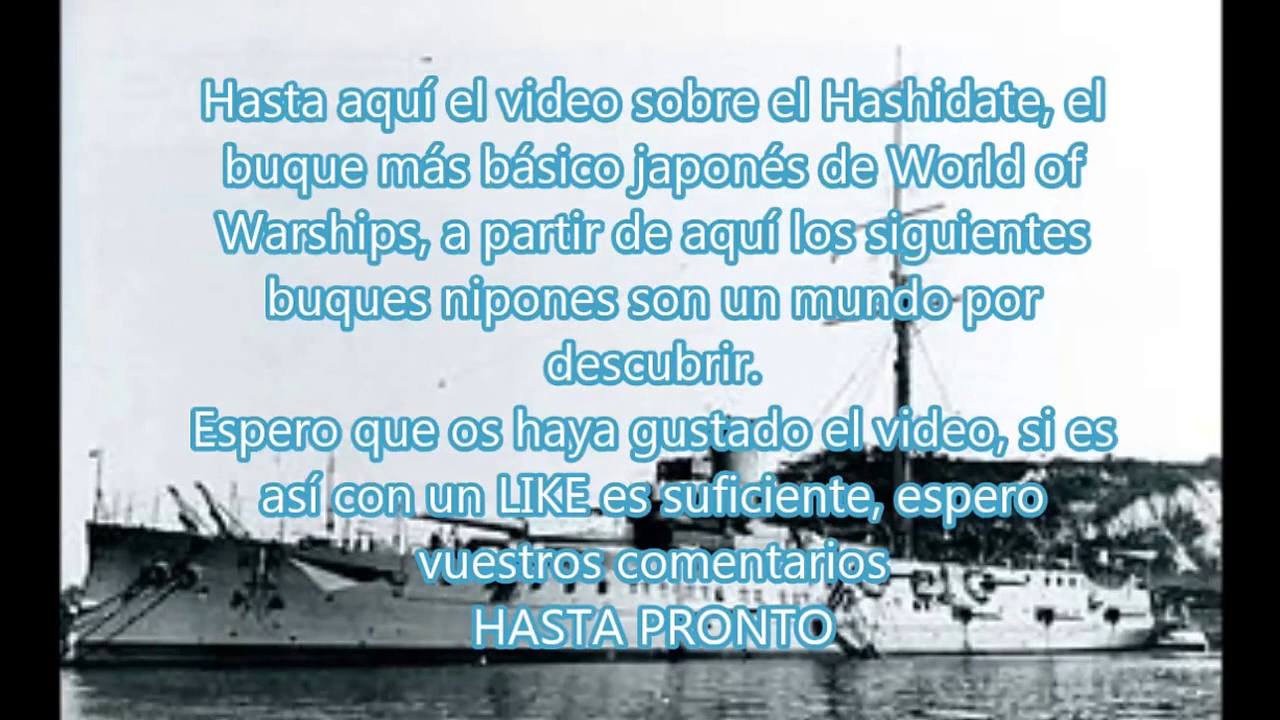 Hasta aquí el video sobre el Hashidate, el
buque más básico japonés de World of
Warships, a partir de aquí los siguientes
buques nipones son un mundo por
descubrir.
Espero que os haya gustado el video, si es
así con un LIKE es suficiente, espero
vuestros comentarios
HASTA PRONTO